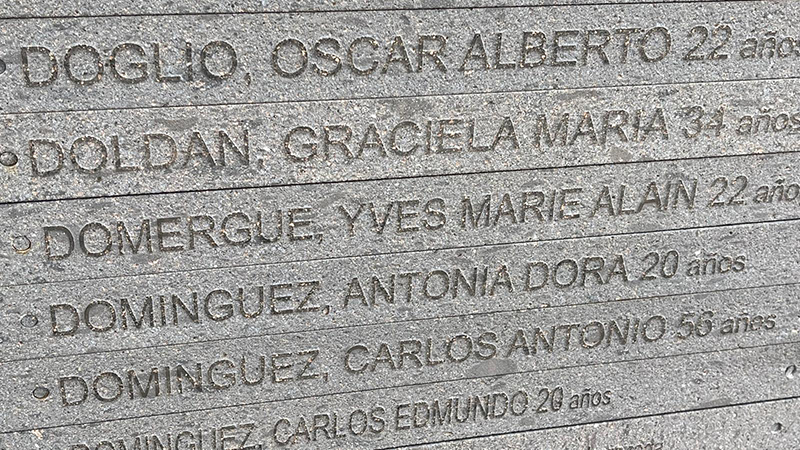 DOGLIO, OSCAR ALBERTO 22 años
DOLDAN, GRACIELA MARIA 34 años
DOMERGUE, YVES MARIE ALAIN 22 años
DOMINGUEZ, ANTONIA DORA 20 años
DOMINGUEZ, CARLOS ANTONIO 56 años
DOMINGUEZ, CARLOS EDMUNDO 20 años